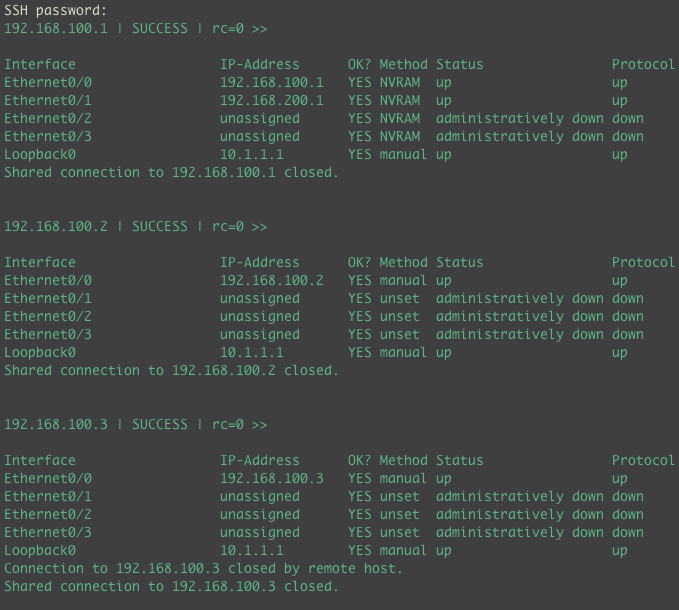 SSH password:
192.168.100.1 | SUCCESS | rc=0 >>
Interface                  IP-Address      OK? Method Status                Protocol
Ethernet0/0                192.168.100.1   YES NVRAM  up                    up
Ethernet0/1                192.168.200.1   YES NVRAM  up                    up
Ethernet0/2                unassigned      YES NVRAM  administratively down down
Ethernet0/3                unassigned      YES NVRAM  administratively down down
Loopback0                  10.1.1.1        YES manual up                    up
Shared connection to 192.168.100.1 closed.
192.168.100.2 | SUCCESS | rc=0 >>
Interface                  IP-Address      OK? Method Status                Protocol
Ethernet0/0                192.168.100.2   YES manual up                    up
Ethernet0/1                unassigned      YES unset  administratively down down
Ethernet0/2                unassigned      YES unset  administratively down down
Ethernet0/3                unassigned      YES unset  administratively down down
Loopback0                  10.1.1.1        YES manual up                    up
Shared connection to 192.168.100.2 closed.
192.168.100.3 | SUCCESS | rc=0 >>
Interface                  IP-Address      OK? Method Status                Protocol
Ethernet0/0                192.168.100.3   YES manual up                    up
Ethernet0/1                unassigned      YES unset  administratively down down
Ethernet0/2                unassigned      YES unset  administratively down down
Ethernet0/3                unassigned      YES unset  administratively down down
Loopback0                  10.1.1.1        YES manual up                    up
Connection to 192.168.100.3 closed by remote host.
Shared connection to 192.168.100.3 closed.